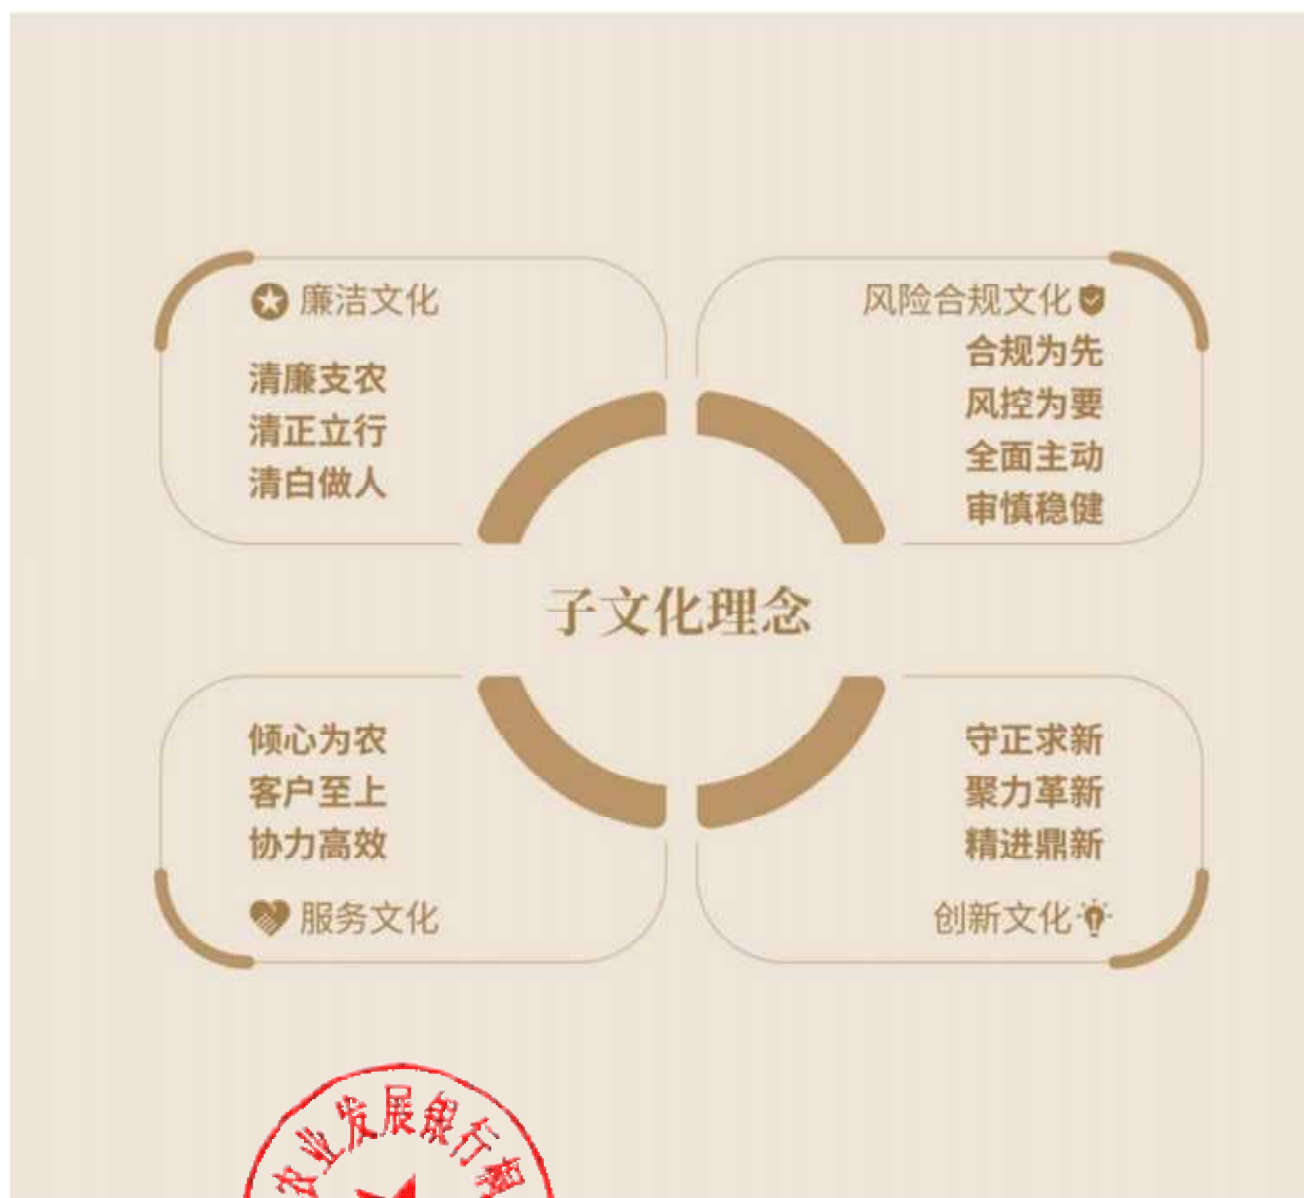 廉洁文化
清廉支农
清正立行
清白做人
风险合规文化
合规为先
风控为要
全面主动
审慎稳健
子文化理念
倾心为农
客户至上
协力高效
服务文化
守正求新
聚力革新
精进鼎新
创新文化
农业发展银行